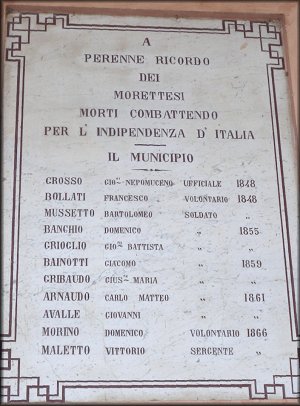 A
PERENNE RICORDO
DEI
MORETTESI
MORTI COMBATTENDO
PER L' INDIPENDENZA D' ITALIA
IL MUNICIPIO
GROSSO GIO.NI NEPOMUCENO UFFICIALE 1848
BOLLATI FRANCESCO VOLONTARIO 1848
MUSSETTO BARTOLOMEO SOLDATO „
BANCHIO DOMENICO „ 1855
GRIOGLIO GIO.NI BATTISTA „ „
BAINOTTI GIACOMO „ 1859
GRIBAUDO GIUS. MARIA „ „
ARNAUDO CARLO MATTEO „ 1861
AVALLE GIOVANNI „ „
MORINO DOMENICO VOLONTARIO 1866
MALETTO VITTORIO SERGENTE „